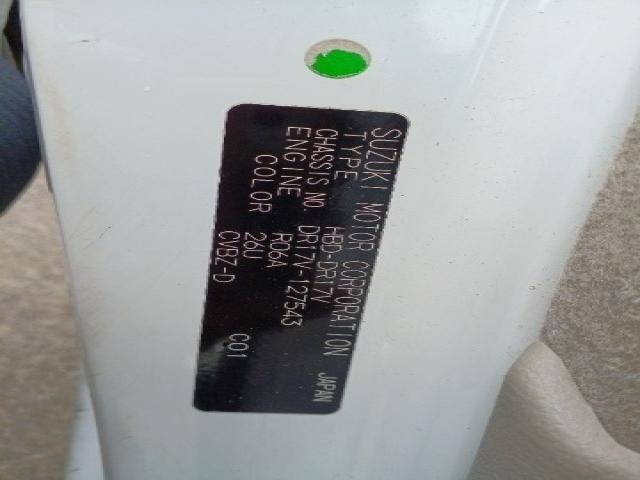 SUZUKI MOTOR CORPORATION JAPAN
TYPE HBD-DR17V
CHASSIS NO. DR17V-127543
ENGINE R06A
COLOR 26U
CVBZ-D C01